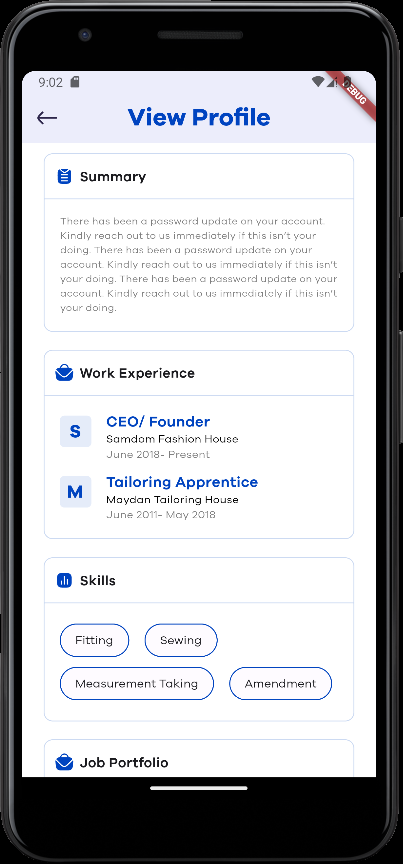 9:02
DEBUG
View Profile
Summary
There has been a password update on your account.
Kindly reach out to us immediately if this isn't your
doing. There has been a password update on your
account. Kindly reach out to us immediately if this isn't
your doing. There has been a password update on your
account. Kindly reach out to us immediately if this isn't
your doing.
Work Experience
S
CEO/ Founder
Samdom Fashion House
June 2018- Present
M
Tailoring Apprentice
Maydan Tailoring House
June 2011- May 2018
Skills
Fitting
Sewing
Measurement Taking
Amendment
Job Portfolio